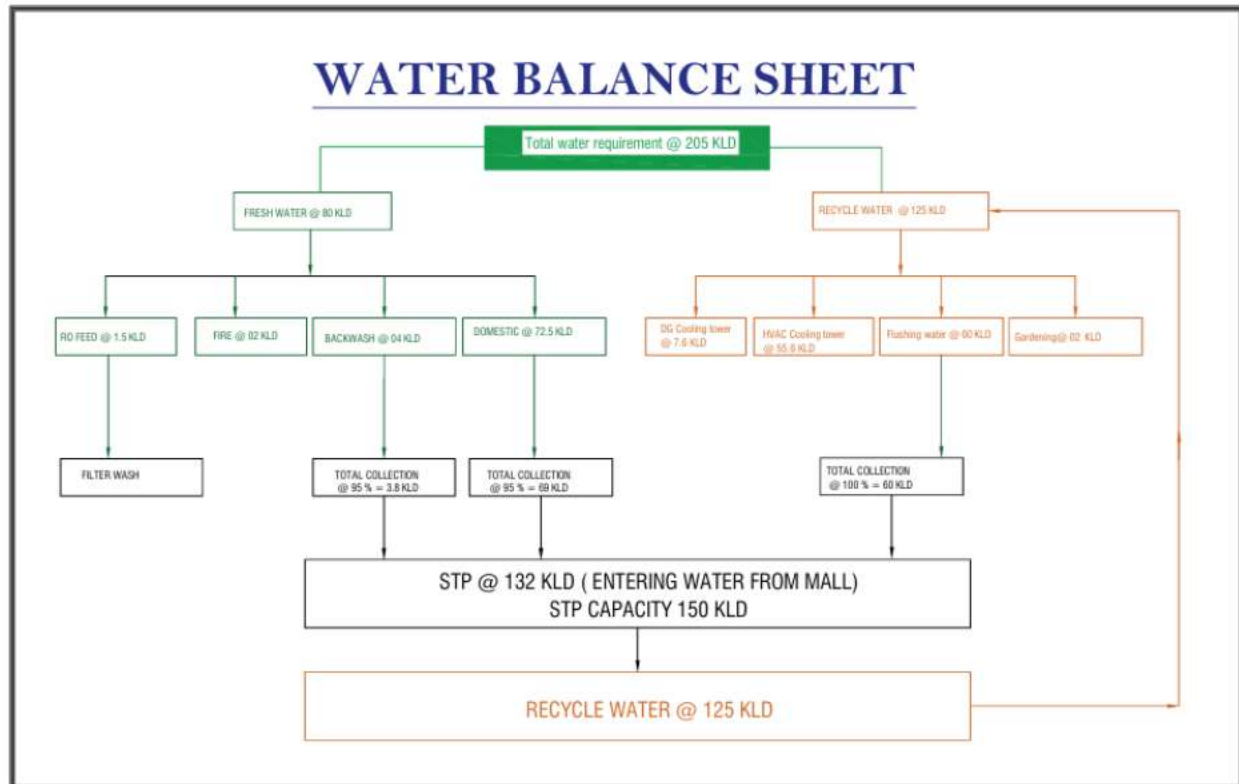 WATER BALANCE SHEET
Total water requirement @ 205 KLD
FRESH WATER @ 80 KLD
RECYCLE WATER @ 125 KLD
RO FEED @ 1.5 KLD
FIRE @ 02 KLD
BACKWASH @ 04 KLD
DOMESTIC @ 72.5 KLD
DG Cooling tower
@ 7.6 KLD
HVAC Cooling tower
@ 55.6 KLD
Flushing water @ 60 KLD
Gardening@ 02 KLD
FILTER WASH
TOTAL COLLECTION
@ 95 % = 3.8 KLD
TOTAL COLLECTION
@ 95 % = 69 KLD
TOTAL COLLECTION
@ 100 % = 60 KLD
STP @ 132 KLD ( ENTERING WATER FROM MALL)
STP CAPACITY 150 KLD
RECYCLE WATER @ 125 KLD